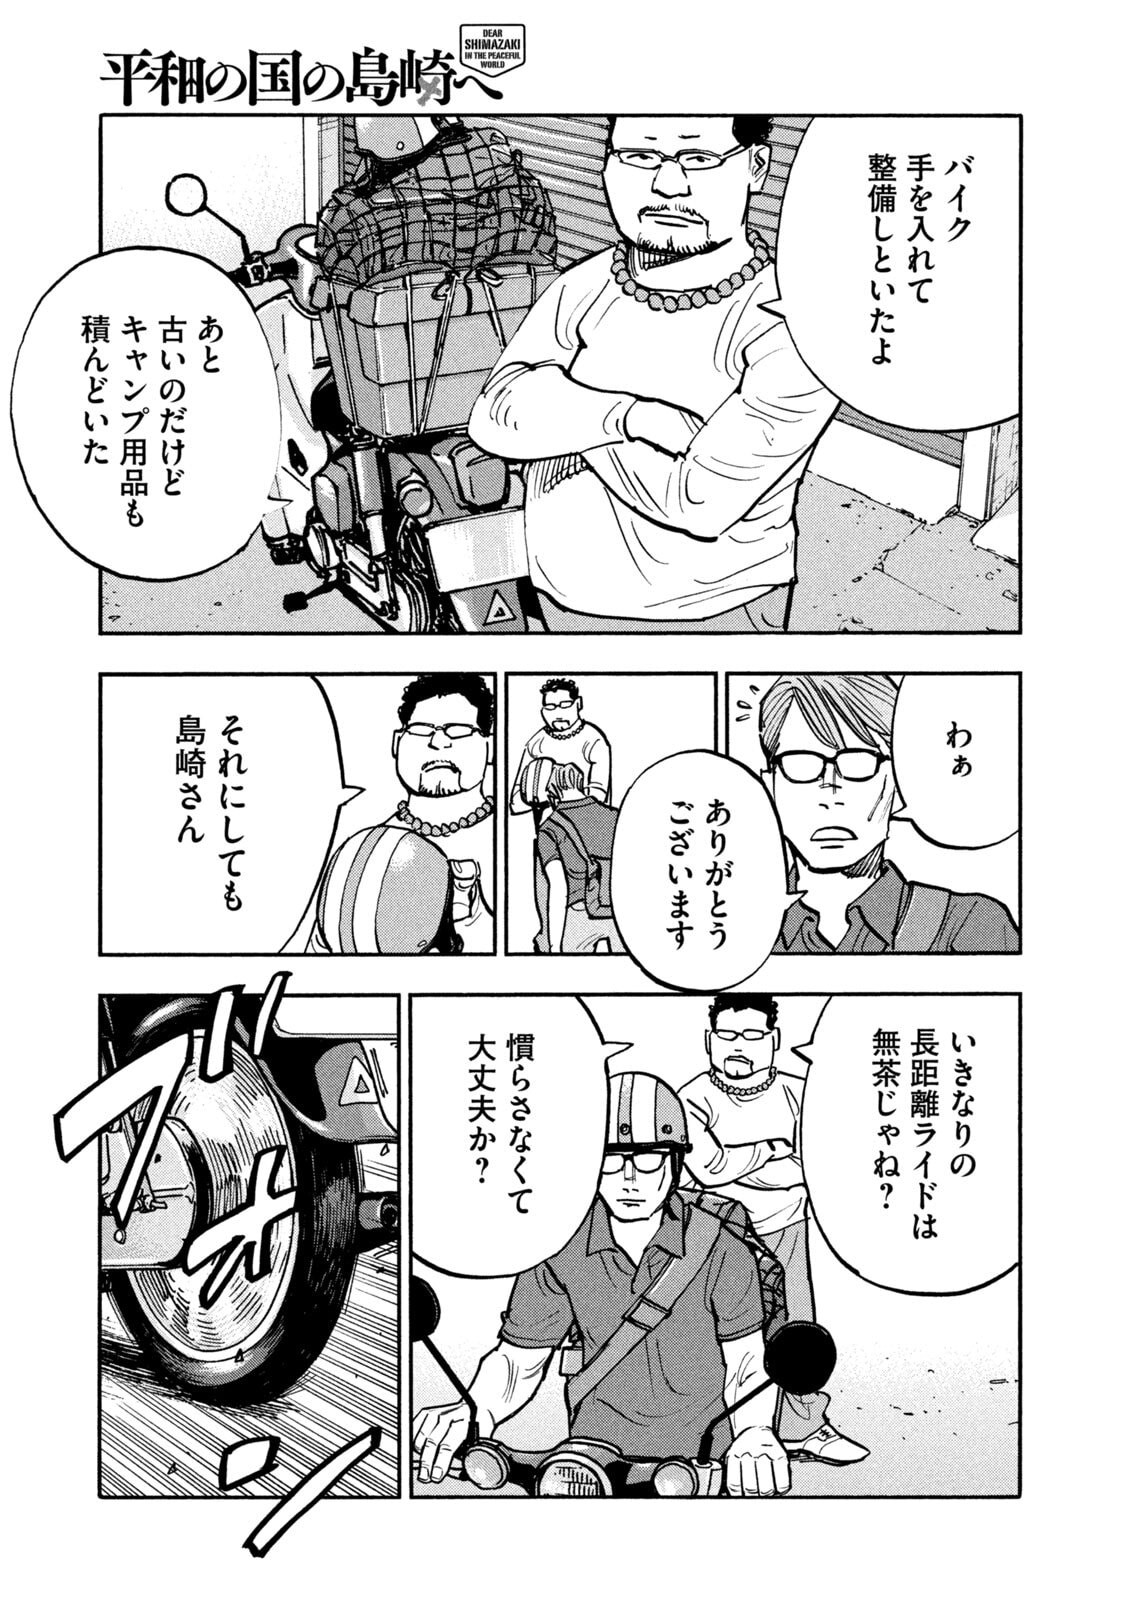 平和の国の島崎へ
DEAR
SHIMAZAKI
IN THE PEACEFUL
WORLD
バイク
手を入れて
整備しといたよ
あと
古いのだけど
キャンプ用品も
積んどいた
わぁ
ありがとう
ございます
それにしても
島崎さん
いきなりの
長距離ライドは
無茶じゃね?
慣らさなくて
大丈夫か?
ブォンッ